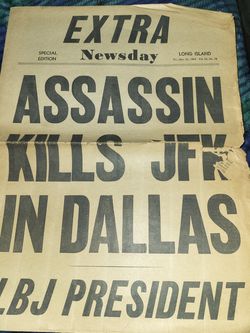 EXTRA
SPECIAL EDITION Newsday LONG ISLAND
ASSASSIN
KILLS JFK
IN DALLAS
LBJ PRESIDENT